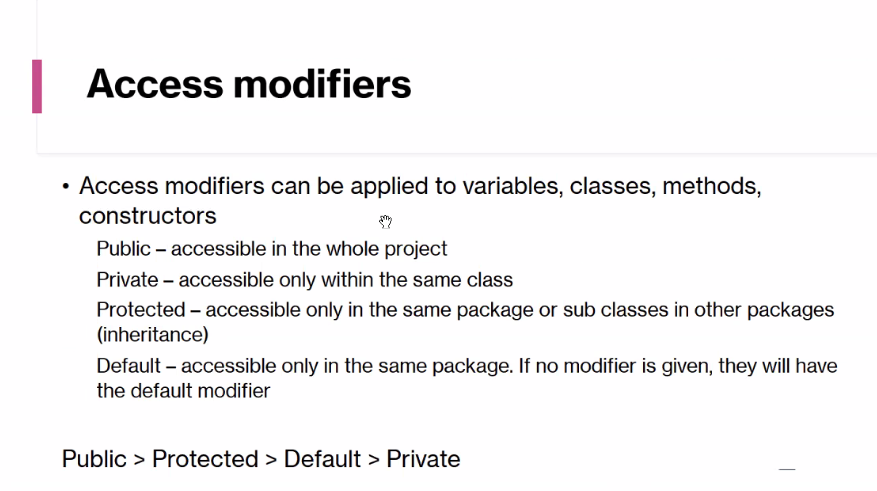 Access modifiers
• Access modifiers can be applied to variables, classes, methods,
constructors
Public – accessible in the whole project
Private – accessible only within the same class
Protected – accessible only in the same package or sub classes in other packages
(inheritance)
Default – accessible only in the same package. If no modifier is given, they will have
the default modifier
Public > Protected > Default > Private